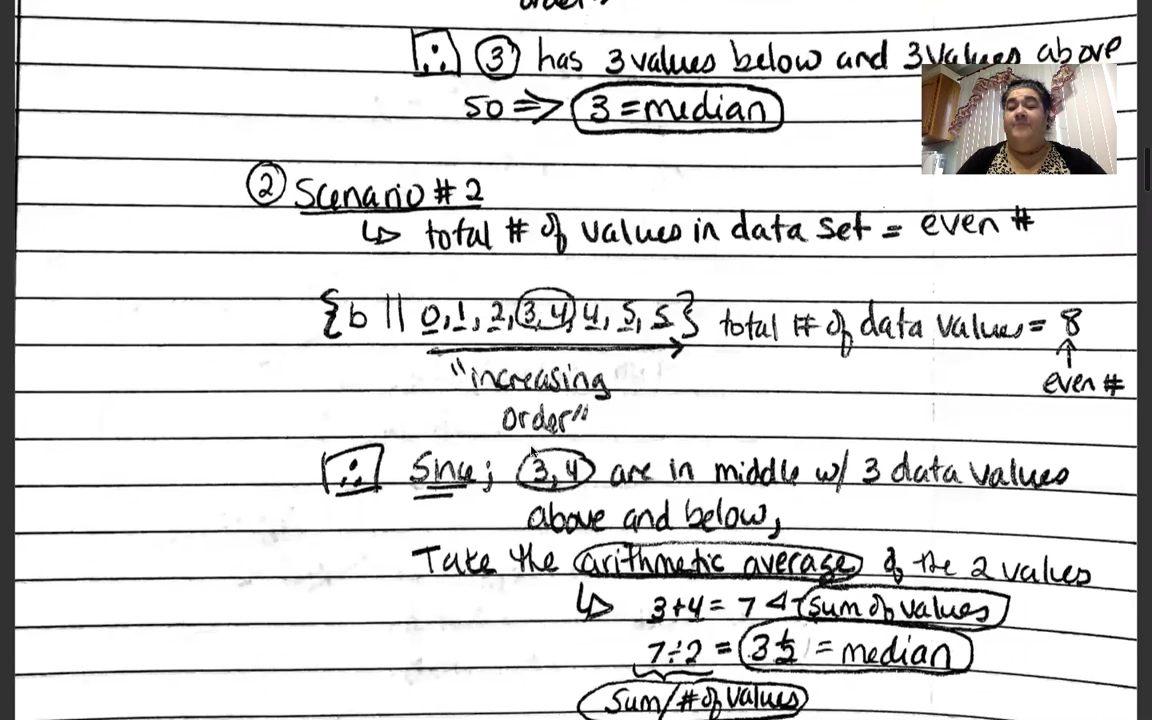 order"
∴ 3 has 3 values below and 3 values above
so ⇒ 3 = median
② Scenario # 2
↳ total # of values in data set = even #
{b || 0, 1, 2, 3, 4, 4, 5, 5} total # of data values = 8
↑
even #
"increasing
order"
∴ Since; 3, 4 are in middle w/ 3 data values
above and below,
Take the arithmetic average of the 2 values
↳ 3+4 = 7 ← sum of values
7÷2 = 3½ = median
Sum/# of values